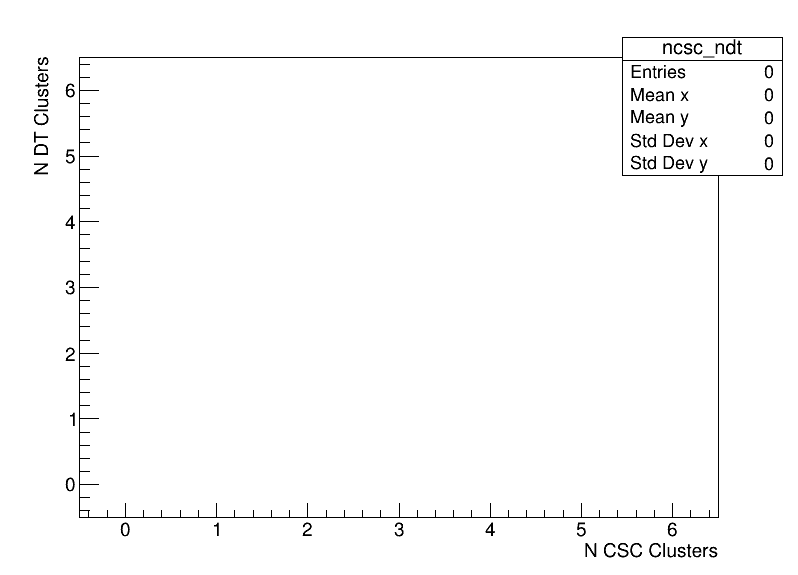 ncsc_ndt
Entries 0
Mean x 0
Mean y 0
Std Dev x 0
Std Dev y 0
N DT Clusters
6
5
4
3
2
1
0
0 1 2 3 4 5 6
N CSC Clusters